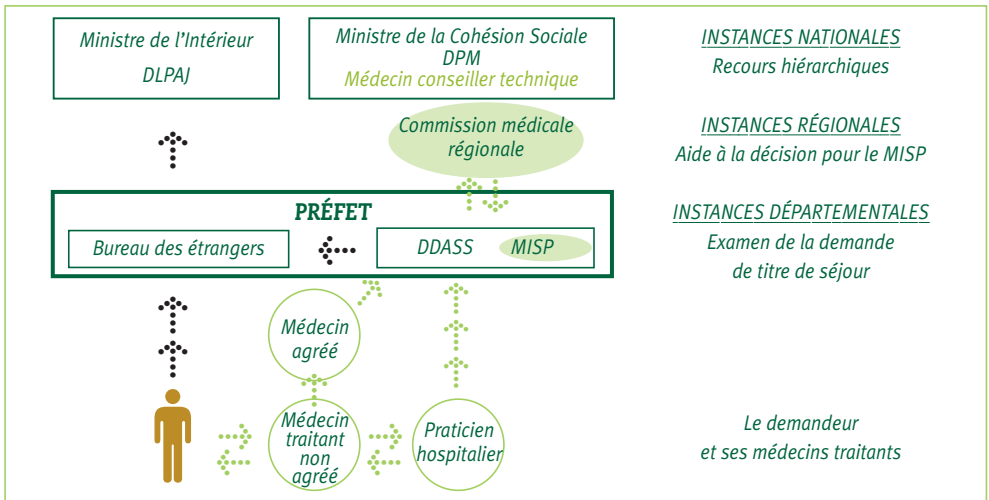 Ministre de l'Intérieur
DLPAJ
Ministre de la Cohésion Sociale
DPM
Médecin conseiller technique
INSTANCES NATIONALES
Recours hiérarchiques
Commission médicale
régionale
INSTANCES RÉGIONALES
Aide à la décision pour le MISP
PRÉFET
Bureau des étrangers
DDASS
MISP
INSTANCES DÉPARTEMENTALES
Examen de la demande
de titre de séjour
Médecin
agréé
Médecin
traitant
non
agréé
Praticien
hospitalier
Le demandeur
et ses médecins traitants